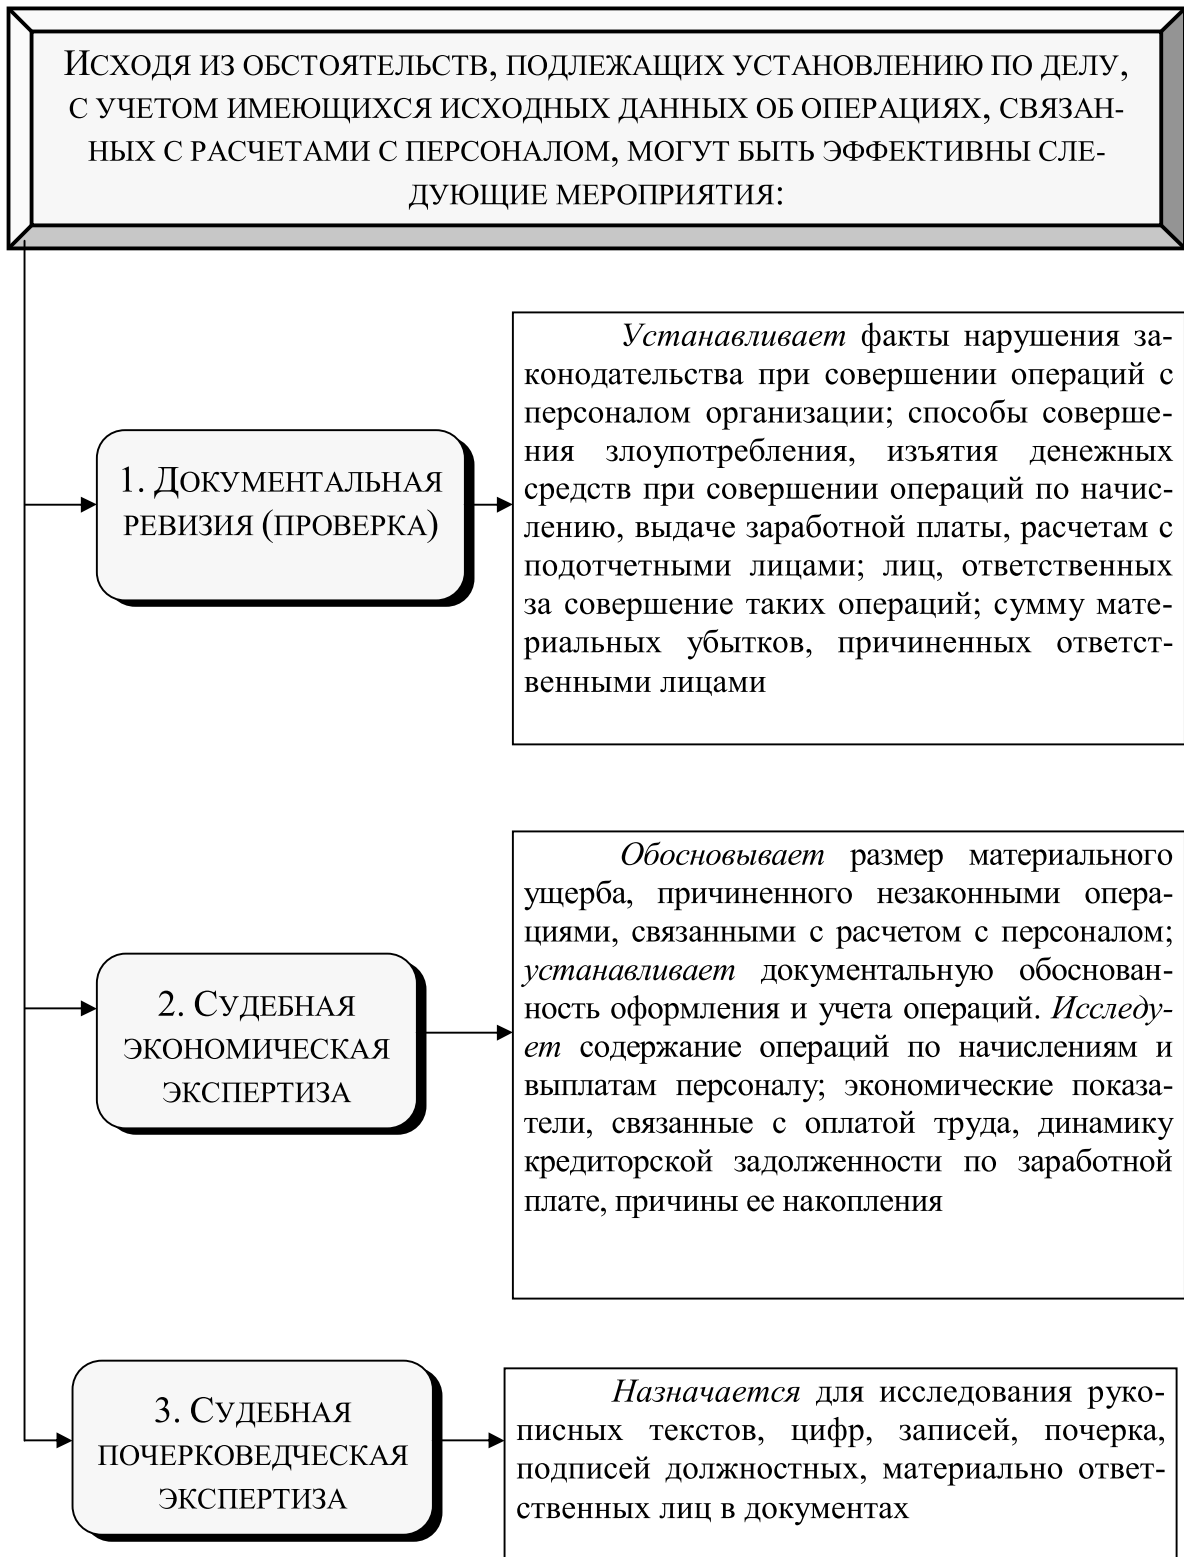 ИСХОДЯ ИЗ ОБСТОЯТЕЛЬСТВ, ПОДЛЕЖАЩИХ УСТАНОВЛЕНИЮ ПО ДЕЛУ,
С УЧЕТОМ ИМЕЮЩИХСЯ ИСХОДНЫХ ДАННЫХ ОБ ОПЕРАЦИЯХ, СВЯЗАН-
НЫХ С РАСЧЕТАМИ С ПЕРСОНАЛОМ, МОГУТ БЫТЬ ЭФФЕКТИВНЫ СЛЕ-
ДУЮЩИЕ МЕРОПРИЯТИЯ:
1. ДОКУМЕНТАЛЬНАЯ
РЕВИЗИЯ (ПРОВЕРКА)
Устанавливает факты нарушения за-
конодательства при совершении операций с
персоналом организации; способы соверше-
ния злоупотребления, изъятия денежных
средств при совершении операций по начис-
лению, выдаче заработной платы, расчетам с
подотчетными лицами; лиц, ответственных
за совершение таких операций; сумму мате-
риальных убытков, причиненных ответст-
венными лицами
2. СУДЕБНАЯ
ЭКОНОМИЧЕСКАЯ
ЭКСПЕРТИЗА
Обосновывает размер материального
ущерба, причиненного незаконными опера-
циями, связанными с расчетом с персоналом;
устанавливает документальную обоснован-
ность оформления и учета операций. Исследу-
ет содержание операций по начислениям и
выплатам персоналу; экономические показа-
тели, связанные с оплатой труда, динамику
кредиторской задолженности по заработной
плате, причины ее накопления
3. СУДЕБНАЯ
ПОЧЕРКОВЕДЧЕСКАЯ
ЭКСПЕРТИЗА
Назначается для исследования руко-
писных текстов, цифр, записей, почерка,
подписей должностных, материально ответ-
ственных лиц в документах